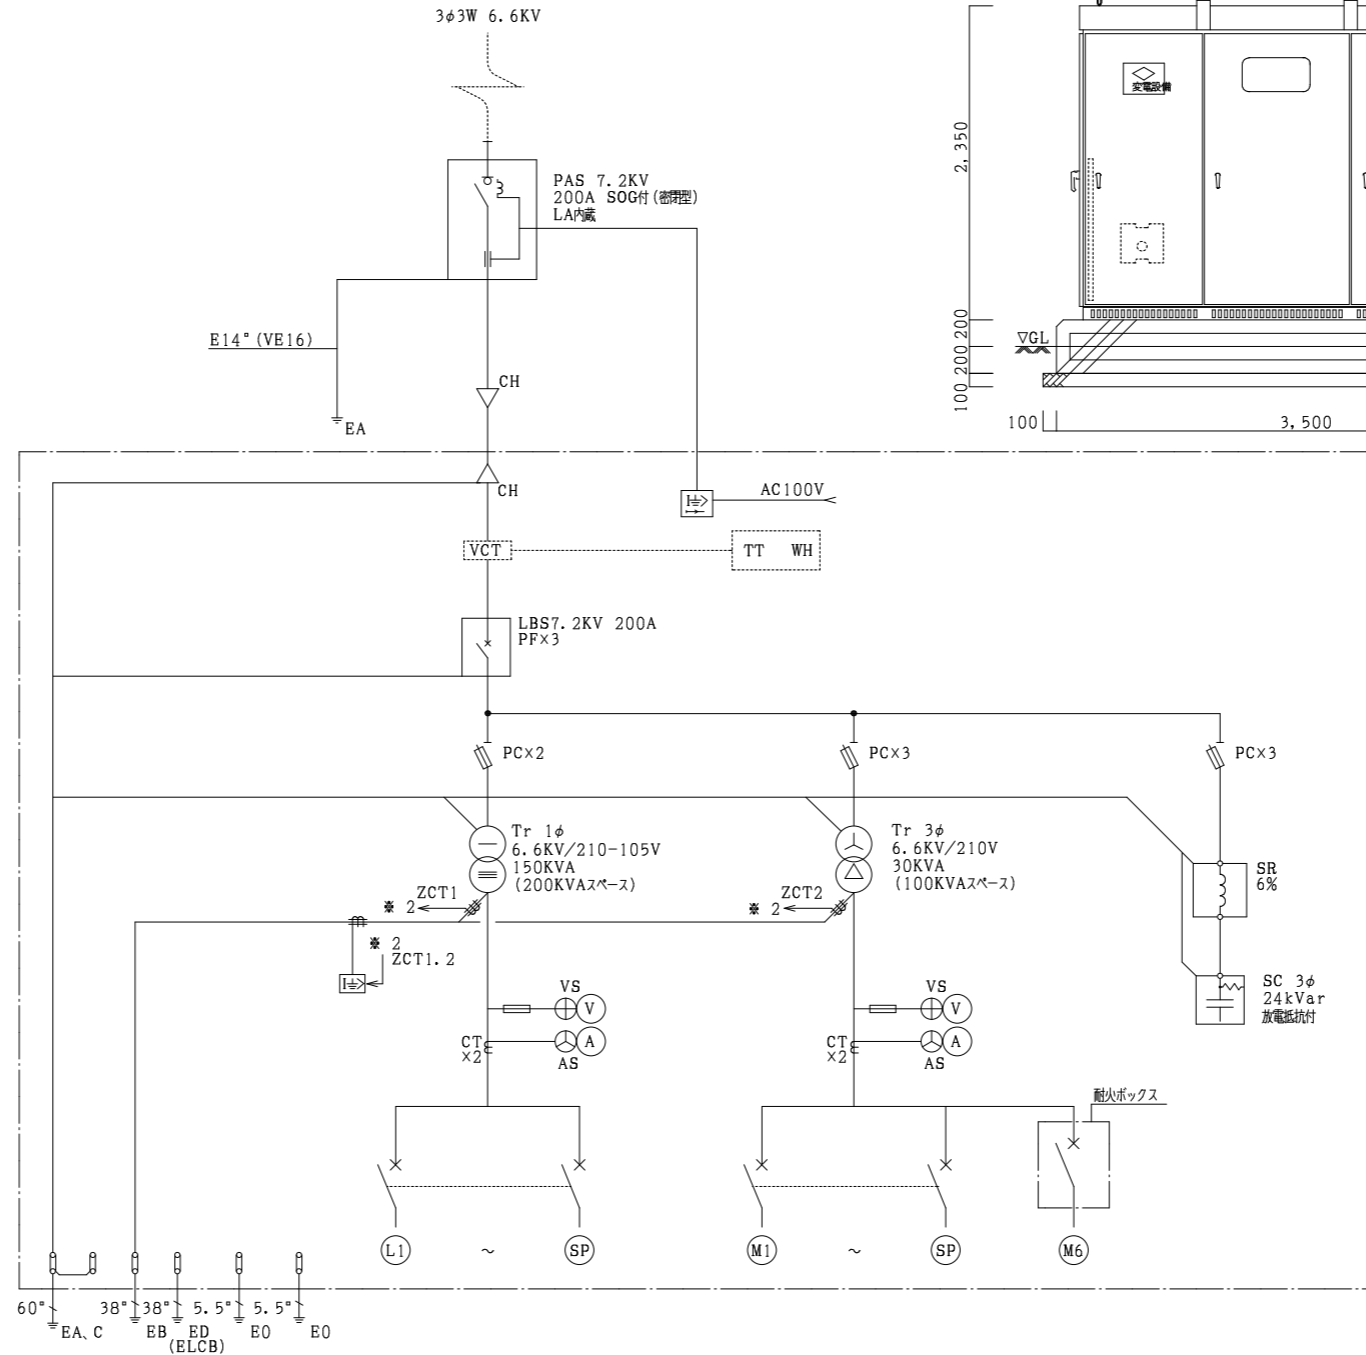 3φ3W 6.6KV
PAS 7.2KV
200A SOG付(密閉型)
LA内蔵
E14□(VE16)
EA
CH
CH
AC100V
I
VCT
TT WH
LBS7.2KV 200A
PF×3
PC×2
PC×3
PC×3
Tr 1φ
6.6KV/210-105V
150KVA
(200KVAスペース)
Tr 3φ
6.6KV/210V
30KVA
(100KVAスペース)
SR
6%
ZCT1
※ 2
ZCT2
※ 2
※ 2
ZCT1.2
I
VS
V
VS
V
CT
×2
A
AS
CT
×2
A
AS
SC 3φ
24kVar
放電抵抗付
耐火ボックス
L1 ～ SP
M1 ～ SP
M6
60□ 38□ 38□ 5.5□ 5.5□
EA、C EB ED EO EO
(ELCB)
変電設備
2,350
200
200
100
▽GL
100
3,500